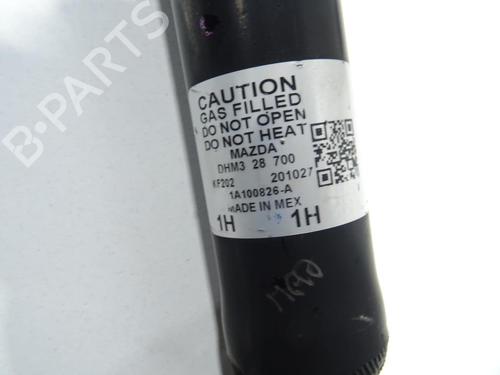 CAUTION
GAS FILLED
DO NOT OPEN
DO NOT HEAT
MAZDA
DHM3 28 700
KF202 201027
1A100826-A
MADE IN MEX
1H 1H
B-PARTS